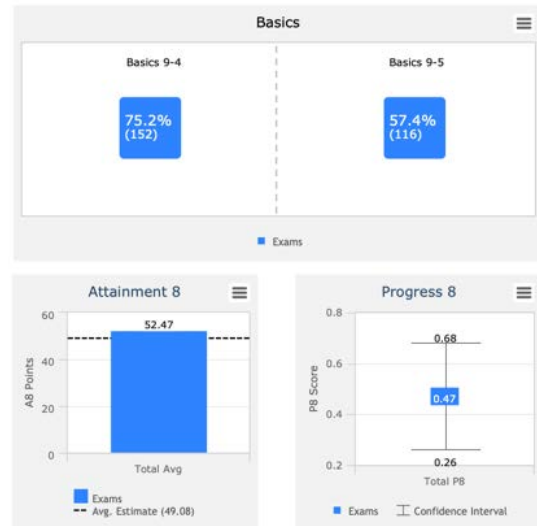 Basics
Basics 9-4
Basics 9-5
75.2%
(152)
57.4%
(116)
Exams
Attainment 8
60
52.47
40
20
0
A8 Points
Total Avg
Exams
Avg. Estimate (49.08)
Progress 8
0.8
0.68
0.6
0.47
0.4
0.26
0.2
P8 Score
Total P8
Exams
Confidence Interval